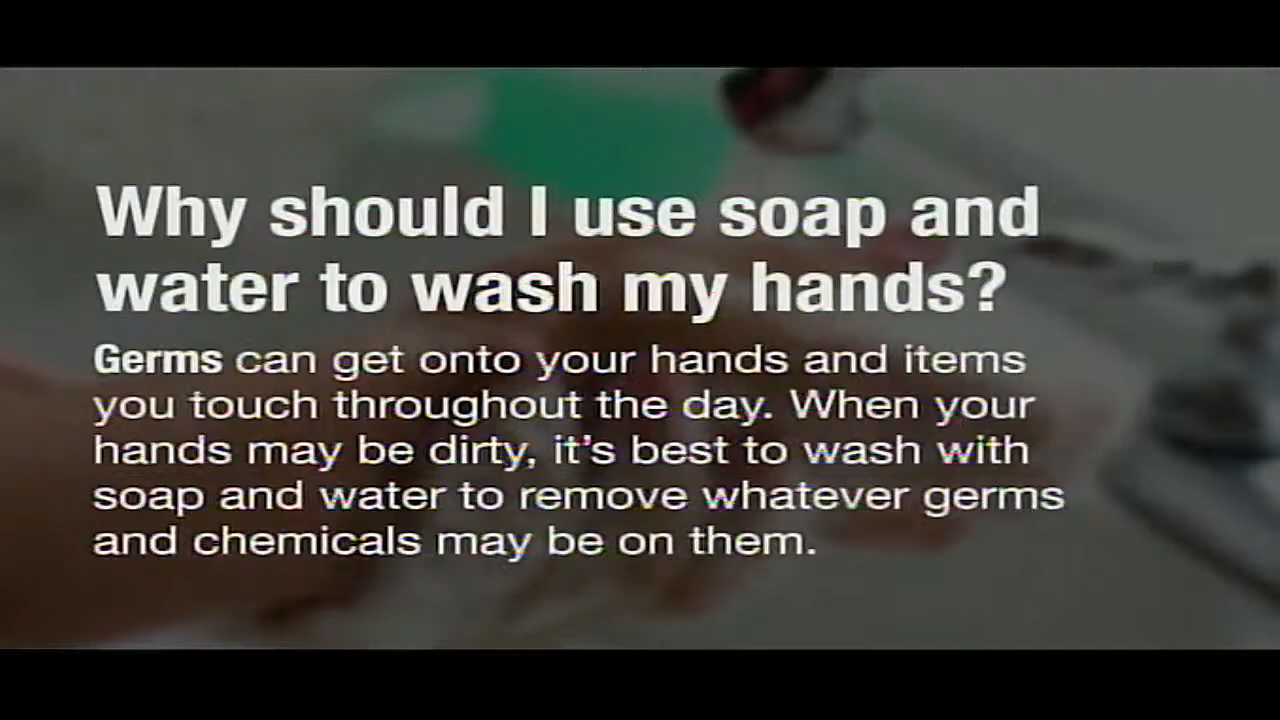 Why should I use soap and
water to wash my hands?
Germs can get onto your hands and items
you touch throughout the day. When your
hands may be dirty, it’s best to wash with
soap and water to remove whatever germs
and chemicals may be on them.